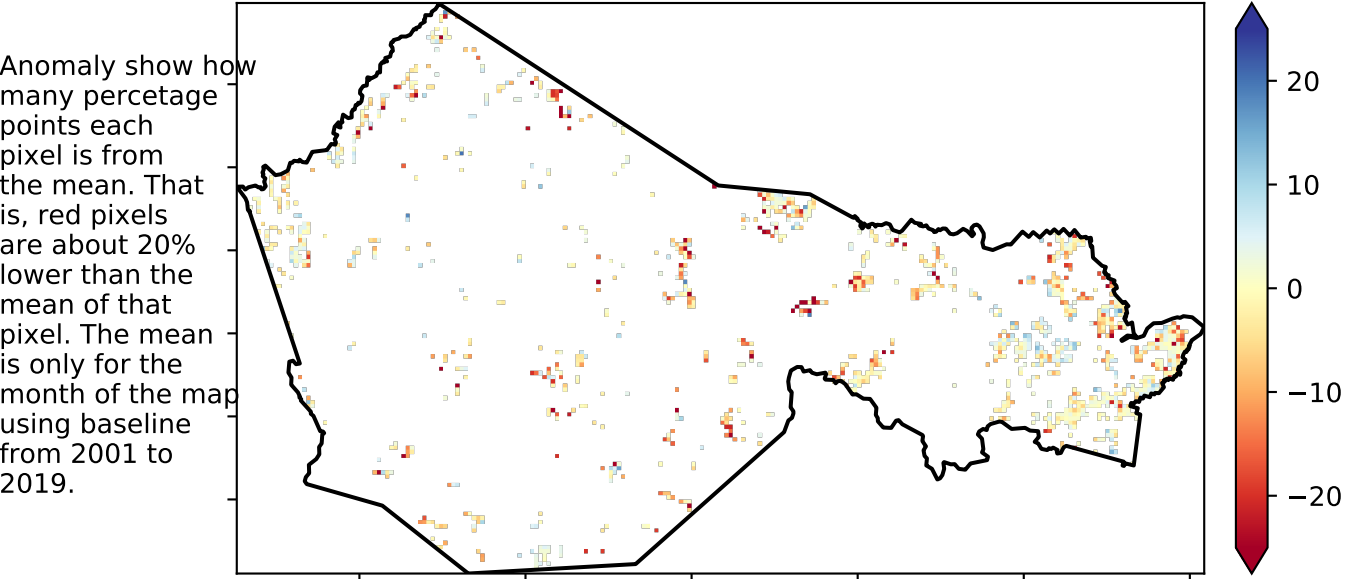 Anomaly show how
many percetage
points each
pixel is from
the mean. That
is, red pixels
are about 20%
lower than the
mean of that
pixel. The mean
is only for the
month of the map
using baseline
from 2001 to
2019.
20
10
0
−10
−20